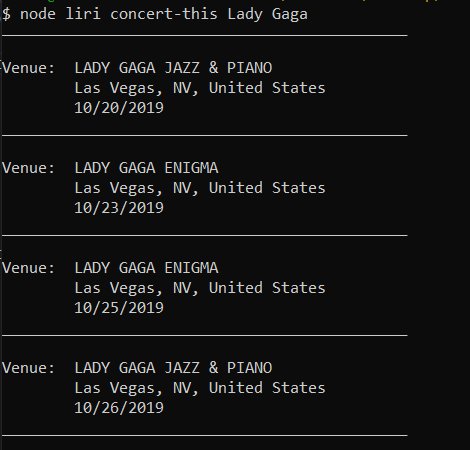 $ node liri concert-this Lady Gaga
Venue: LADY GAGA JAZZ & PIANO
Las Vegas, NV, United States
10/20/2019
Venue: LADY GAGA ENIGMA
Las Vegas, NV, United States
10/23/2019
Venue: LADY GAGA ENIGMA
Las Vegas, NV, United States
10/25/2019
Venue: LADY GAGA JAZZ & PIANO
Las Vegas, NV, United States
10/26/2019